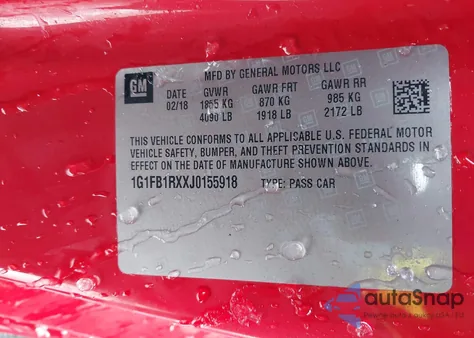 GM
MFD BY GENERAL MOTORS LLC
DATE GVWR GAWR FRT GAWR RR
02/18 1855 KG 870 KG 985 KG
4090 LB 1918 LB 2172 LB
THIS VEHICLE CONFORMS TO ALL APPLICABLE U.S. FEDERAL MOTOR
VEHICLE SAFETY, BUMPER, AND THEFT PREVENTION STANDARDS IN
EFFECT ON THE DATE OF MANUFACTURE SHOWN ABOVE.
1G1FB1RXXJ0155918 TYPE: PASS CAR
autoSnap